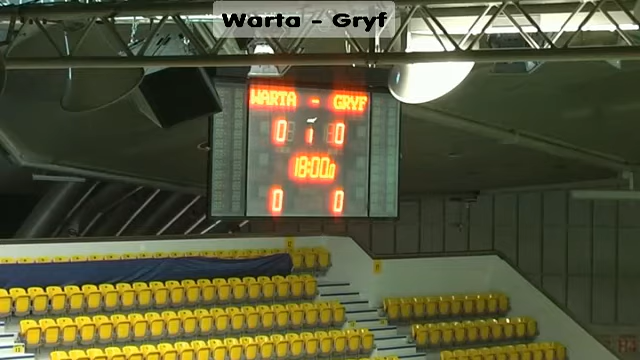 Warta - Gryf
WARTA - GRYF
0 1 0
18:00
0 0